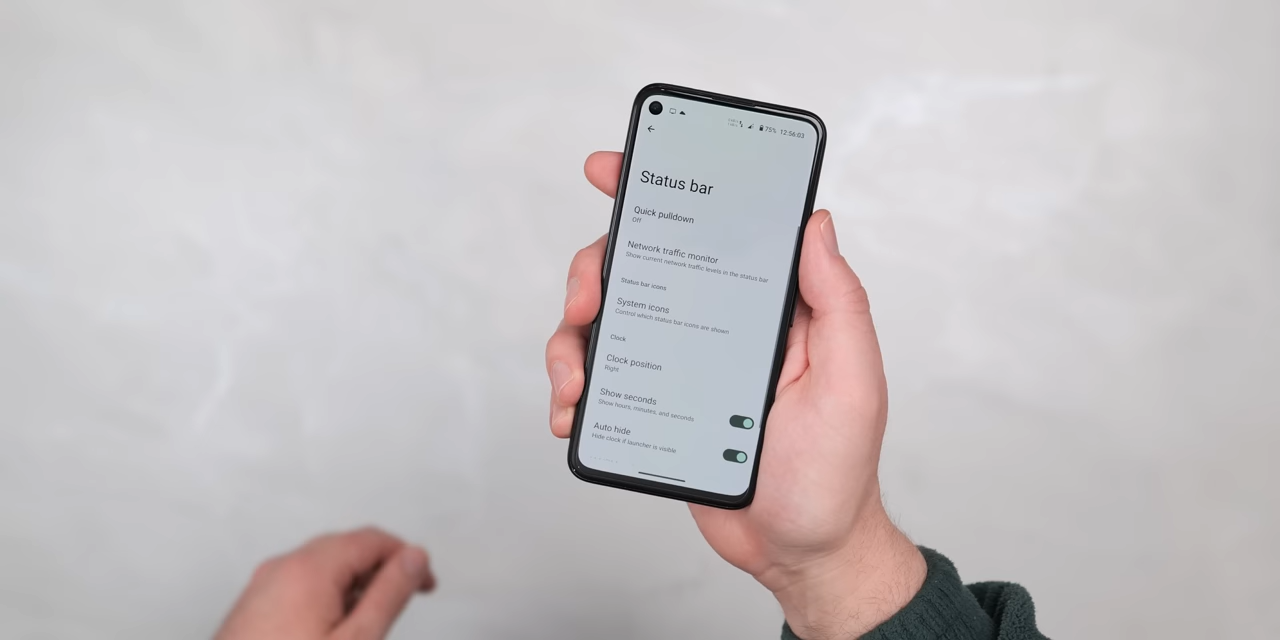 75% 12:56:03
Status bar
Quick pulldown
Off
Network traffic monitor
Show current network traffic levels in the status bar
Status bar icons
System icons
Control which status bar icons are shown
Clock
Clock position
Right
Show seconds
Show hours, minutes, and seconds
Auto hide
Hide clock if launcher is visible